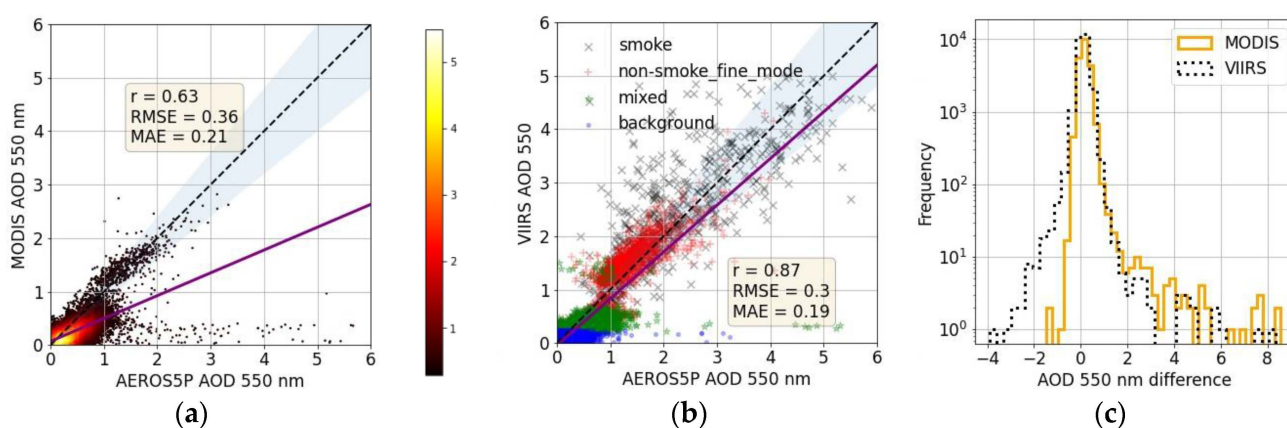 6
5
4
3
2
1
0
MODIS AOD 550 nm
r = 0.63
RMSE = 0.36
MAE = 0.21
0 1 2 3 4 5 6
AEROS5P AOD 550 nm
5
4
3
2
1
(a)
6
5
4
3
2
1
0
VIIRS AOD 550
smoke
non-smoke_fine_mode
mixed
background
r = 0.87
RMSE = 0.3
MAE = 0.19
0 1 2 3 4 5 6
AEROS5P AOD 550 nm
(b)
10⁴
10³
10²
10¹
10⁰
Frequency
MODIS
VIIRS
−4 −2 0 2 4 6 8
AOD 550 nm difference
(c)